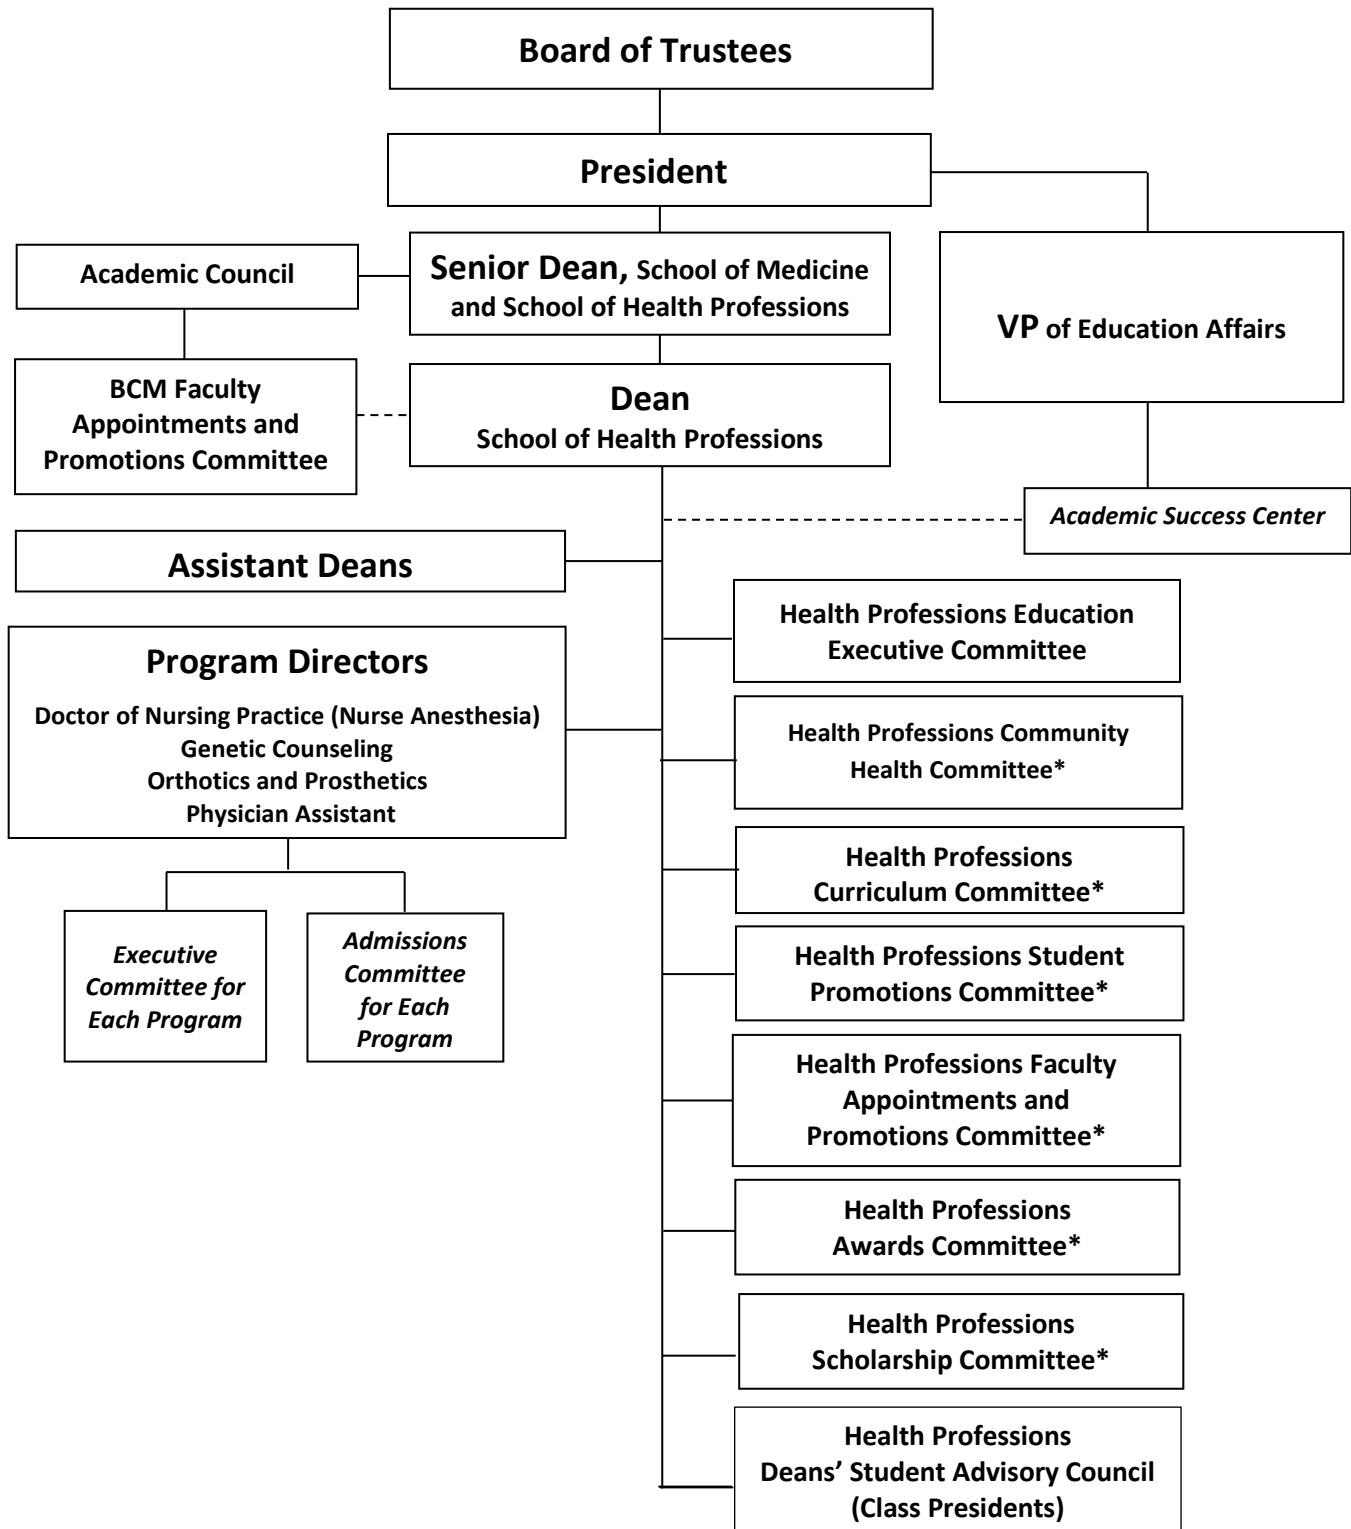 Board of Trustees
President
Academic Council
Senior Dean, School of Medicine
and School of Health Professions
VP of Education Affairs
BCM Faculty
Appointments and
Promotions Committee
Dean
School of Health Professions
Academic Success Center
Assistant Deans
Health Professions Education
Executive Committee
Program Directors
Doctor of Nursing Practice (Nurse Anesthesia)
Genetic Counseling
Orthotics and Prosthetics
Physician Assistant
Health Professions Community
Health Committee*
Health Professions
Curriculum Committee*
Executive
Committee for
Each Program
Admissions
Committee
for Each
Program
Health Professions Student
Promotions Committee*
Health Professions Faculty
Appointments and
Promotions Committee*
Health Professions
Awards Committee*
Health Professions
Scholarship Committee*
Health Professions
Deans’ Student Advisory Council
(Class Presidents)